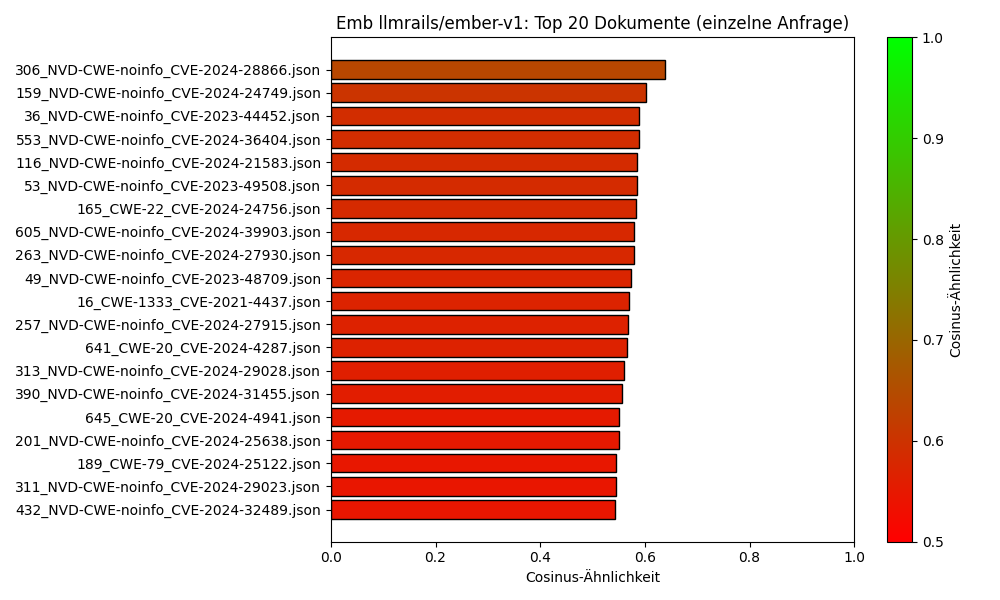 Emb llmrails/ember-v1: Top 20 Dokumente (einzelne Anfrage)
306_NVD-CWE-noinfo_CVE-2024-28866.json
159_NVD-CWE-noinfo_CVE-2024-24749.json
36_NVD-CWE-noinfo_CVE-2023-44452.json
553_NVD-CWE-noinfo_CVE-2024-36404.json
116_NVD-CWE-noinfo_CVE-2024-21583.json
53_NVD-CWE-noinfo_CVE-2023-49508.json
165_CWE-22_CVE-2024-24756.json
605_NVD-CWE-noinfo_CVE-2024-39903.json
263_NVD-CWE-noinfo_CVE-2024-27930.json
49_NVD-CWE-noinfo_CVE-2023-48709.json
16_CWE-1333_CVE-2021-4437.json
257_NVD-CWE-noinfo_CVE-2024-27915.json
641_CWE-20_CVE-2024-4287.json
313_NVD-CWE-noinfo_CVE-2024-29028.json
390_NVD-CWE-noinfo_CVE-2024-31455.json
645_CWE-20_CVE-2024-4941.json
201_NVD-CWE-noinfo_CVE-2024-25638.json
189_CWE-79_CVE-2024-25122.json
311_NVD-CWE-noinfo_CVE-2024-29023.json
432_NVD-CWE-noinfo_CVE-2024-32489.json
0.0 0.2 0.4 0.6 0.8 1.0
Cosinus-Ähnlichkeit
1.0
0.9
0.8
0.7
0.6
0.5
Cosinus-Ähnlichkeit